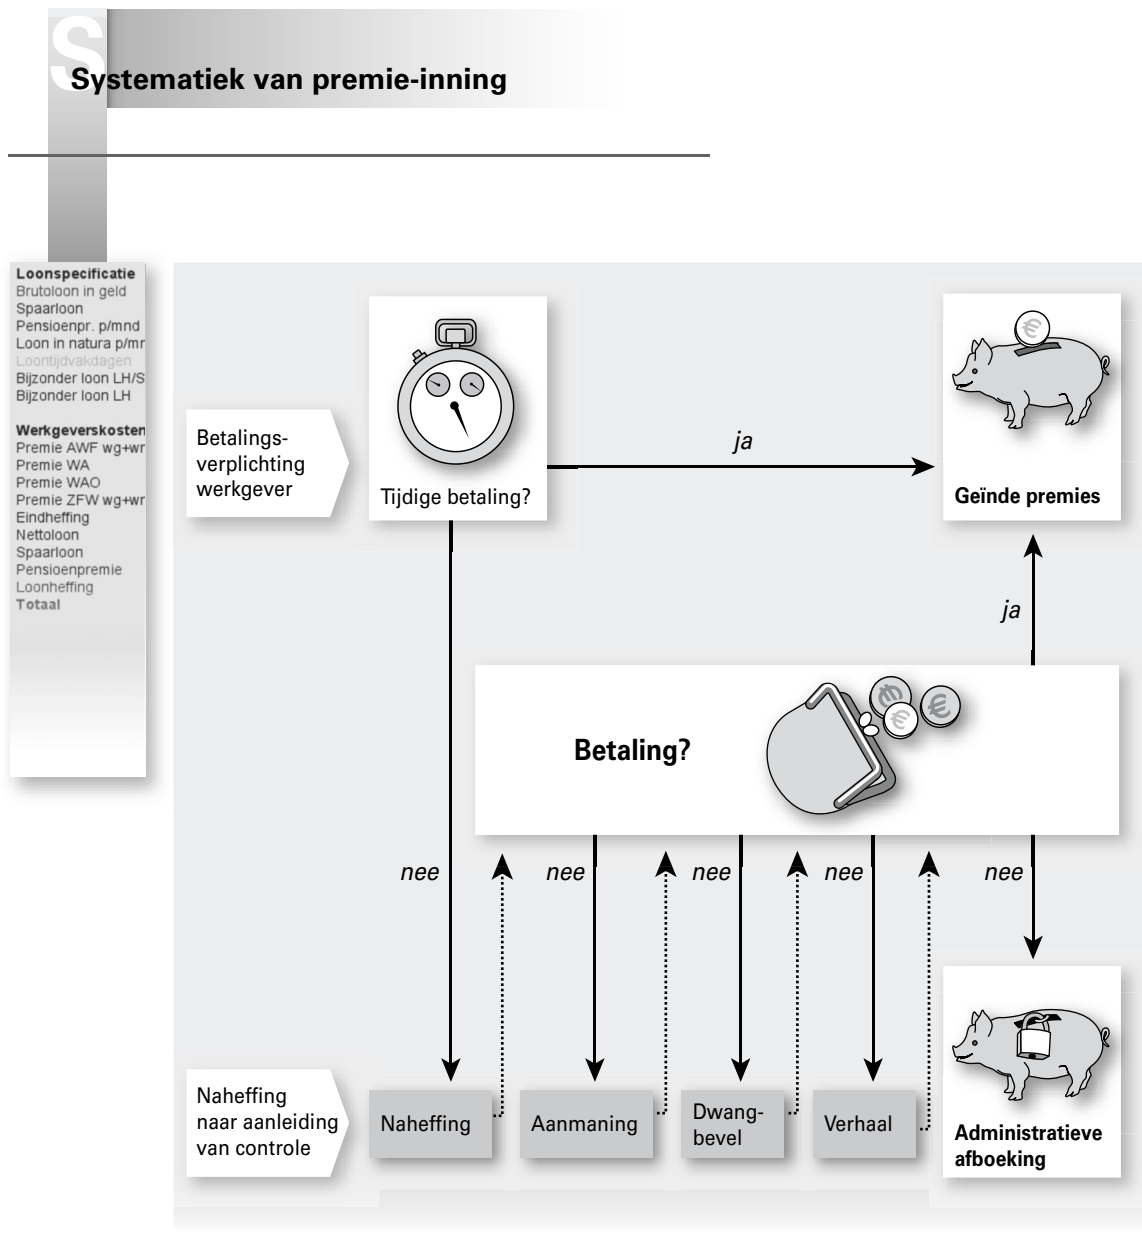 Systematiek van premie-inning
Loonspecificatie
Brutoloon in geld
Spaarloon
Pensioenpr. p/mnd
Loon in natura p/mr
Loontijdvakdagen
Bijzonder loon LH/S
Bijzonder loon LH
Werkgeverskosten
Premie AWF wg+wr
Premie WA
Premie WAO
Premie ZFW wg+wr
Eindheffing
Nettoloon
Spaarloon
Pensioenpremie
Loonheffing
Totaal
Betalings-
verplichting
werkgever
Tijdige betaling?
ja
€
Geïnde premies
ja
Betaling?
€
€
€
nee
nee
nee
nee
nee
Naheffing
naar aanleiding
van controle
Naheffing
Aanmaning
Dwang-
bevel
Verhaal
Administratieve
afboeking